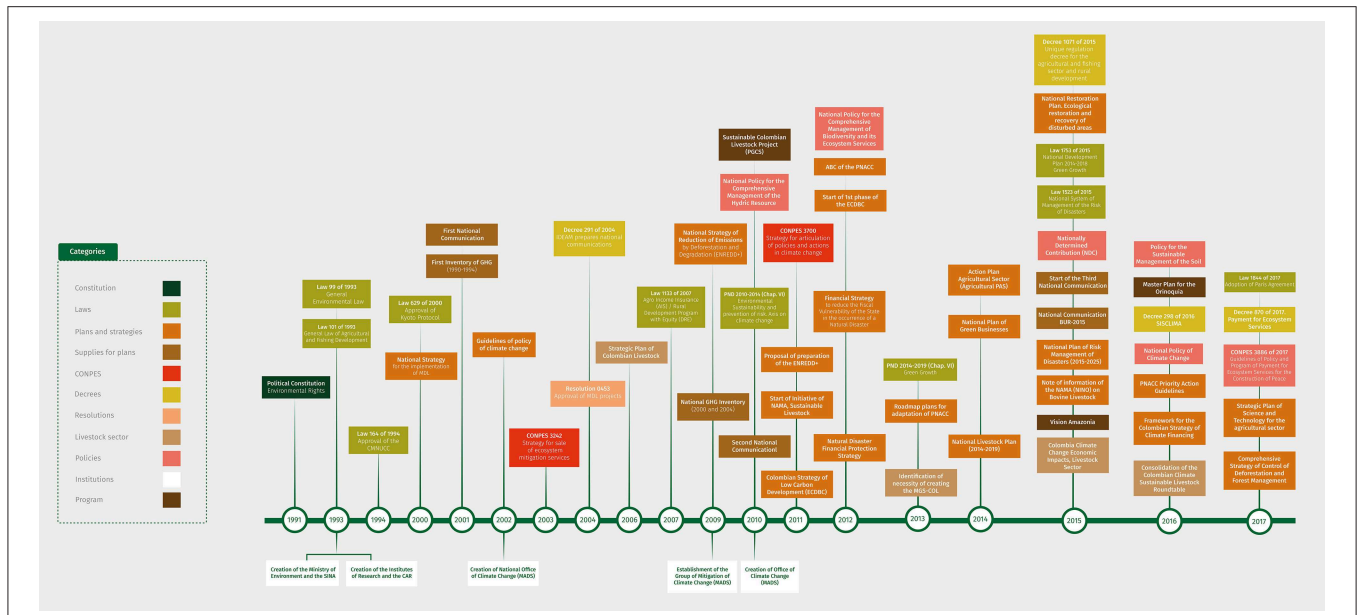 Categories
Constitution
Laws
Plans and strategies
Supplies for plans
CONPES
Decrees
Resolutions
Livestock sector
Policies
Institutions
Program
Political Constitution
Environmental Rights
1991
Law 99 of 1993
General
Environmental Law
Law 101 of 1993
General Law of Agricultural
and Fishing Development
1993
Creation of the Ministry of
Environment and the SINA
Creation of the Institutes
of Research and the CAR
Law 164 of 1994
Approval of the
CMNUCC
1994
Law 629 of 2000
Approval of
Kyoto Protocol
National Strategy
for the implementation
of MDL
2000
First National
Communication
First Inventory of GHG
(1990-1994)
2001
Guidelines of policy
of climate change
2002
Creation of National Office
of Climate Change (MADS)
CONPES 3242
Strategy for sale
of ecosystem
mitigation services
2003
Decree 291 of 2004
IDEAM prepares national
communications
Resolution 0453
Approval of MDL projects
2004
Strategic Plan of
Colombian Livestock
2006
Law 1133 of 2007
Agro Income Insurance
(AIS) / Rural
Development Program
with Equity (DRE)
2007
National Strategy of
Reduction of Emissions
by Deforestation and
Degradation (ENREDD+)
National GHG Inventory
(2000 and 2004)
2009
Establishment of the
Group of Mitigation of
Climate Change (MADS)
Sustainable Colombian
Livestock Project
(PGCS)
National Policy for the
Comprehensive
Management of the
Hydric Resource
PND 2010-2014 (Chap. VI)
Environmental
Sustainability and
prevention of risk. Axis on
climate change
Second National
Communication
2010
Creation of Office of
Climate Change
(MADS)
CONPES 3700
Strategy for articulation
of policies and actions
in climate change
Proposal of preparation
of the ENREDD+
Start of Initiative of
NAMA, Sustainable
Livestock
Colombian Strategy
of Low Carbon
Development (ECDBC)
2011
National Policy for the
Comprehensive
Management of
Biodiversity and its
Ecosystem Services
ABC of the PNACC
Start of 1st phase of
the ECDBC
Financial Strategy
to reduce the Fiscal
Vulnerability of the State
in the occurrence of a
Natural Disaster
Natural Disaster
Financial Protection
Strategy
2012
PND 2014-2019 (Chap. VI)
Green Growth
Roadmap plans for
adaptation of PNACC
Identification of
necessity of creating
the MGS-COL
2013
Action Plan
Agricultural Sector
(Agricultural PAS)
National Plan of
Green Businesses
National Livestock Plan
(2014-2019)
2014
Decree 1071 of 2015
Unique regulation
decree for the
agricultural and fishing
sector and rural
development
National Restoration
Plan. Ecological
restoration and
recovery of
disturbed areas
Law 1753 of 2015
National Development
Plan 2014-2018
Green Growth
Law 1523 of 2015
National System of
Management of the Risk
of Disasters
Nationally
Determined
Contribution (NDC)
Start of the Third
National Communication
National Communication
BUR-2015
National Plan of Risk
Management of
Disasters (2015-2025)
Note of information of
the NAMA (NINO) on
Bovine Livestock
Vision Amazonia
Colombia Climate
Change Economic
Impacts, Livestock
Sector
2015
Policy for the
Sustainable
Management of the Soil
Master Plan for the
Orinoquia
Decree 298 of 2016
SISCLIMA
National Policy of
Climate Change
PNACC Priority Action
Guidelines
Framework for the
Colombian Strategy of
Climate Financing
Consolidation of the
Colombian Climate
Sustainable Livestock
Roundtable
2016
Law 1844 of 2017
Adoption of Paris Agreement
Decree 870 of 2017.
Payment for Ecosystem
Services
CONPES 3886 of 2017
Guidelines of Policy and
Program of Payment for
Ecosystem Services for the
Construction of Peace
Strategic Plan of
Science and
Technology for the
agricultural sector
Comprehensive
Strategy of Control of
Deforestation and
Forest Management
2017